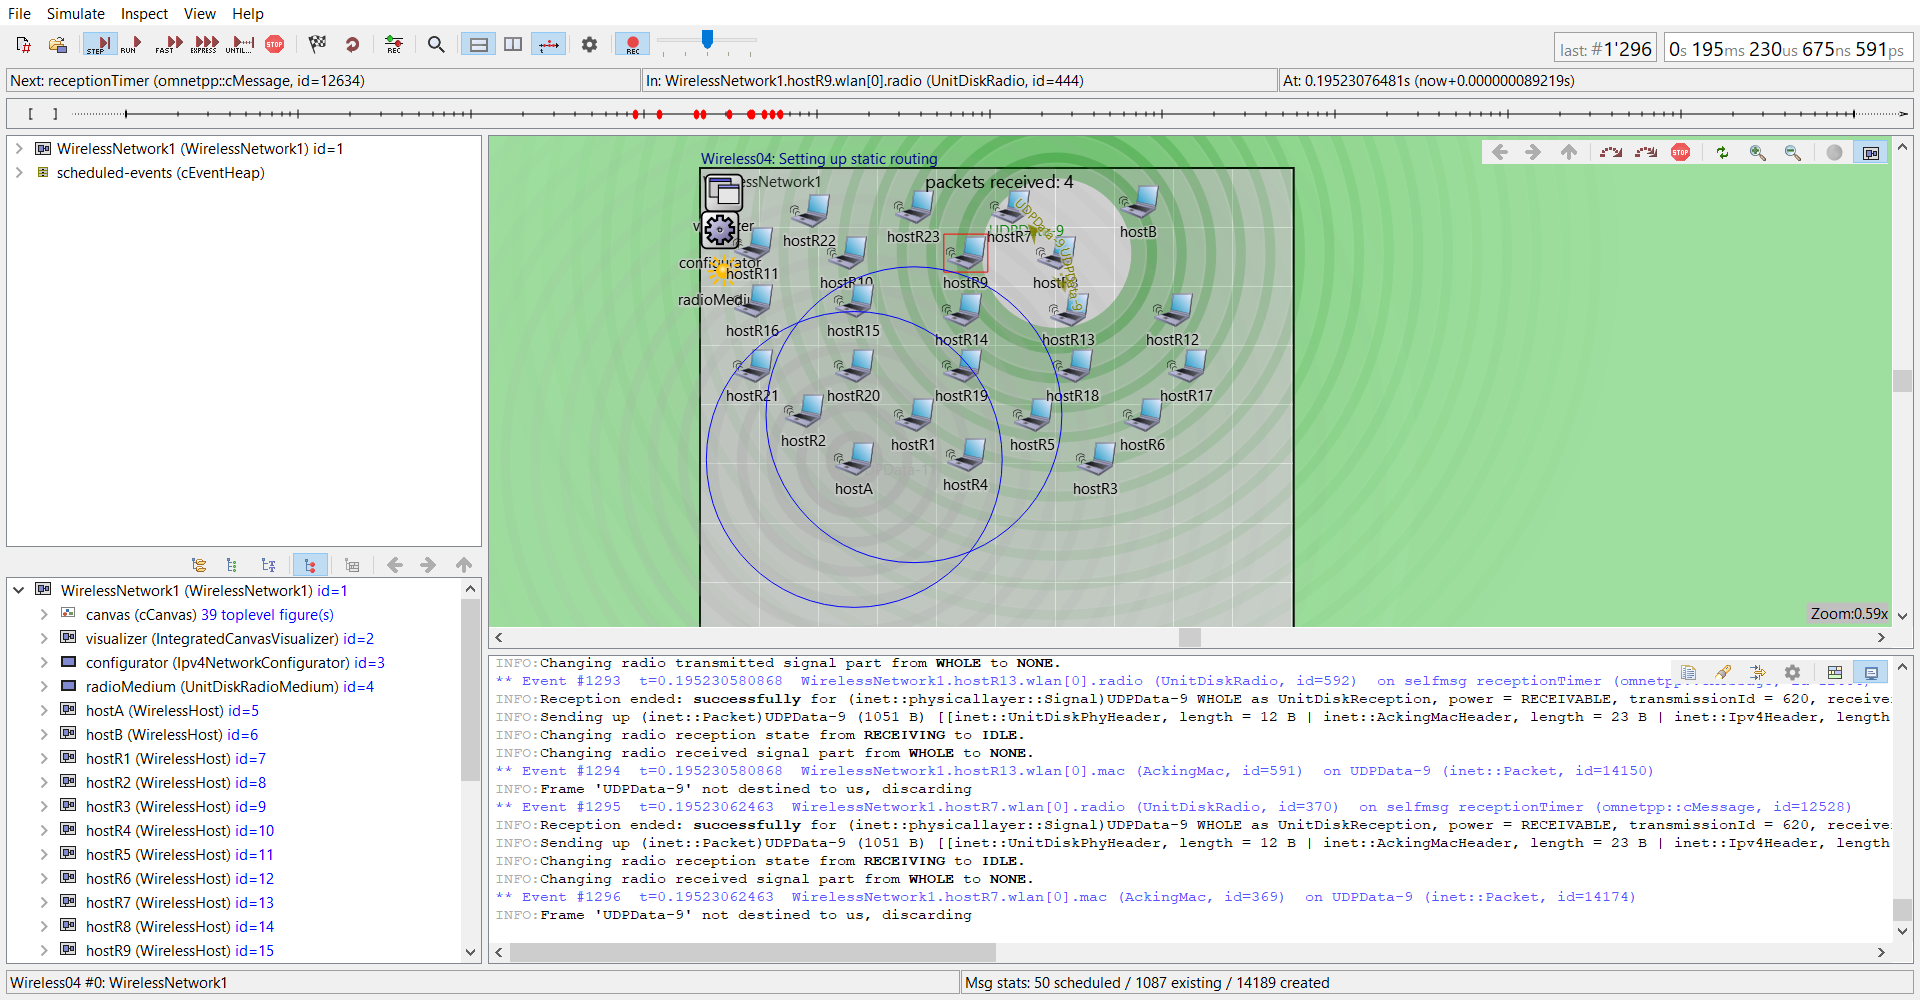 File Simulate Inspect View Help
STEP RUN FAST EXPRESS UNTIL... STOP REC REC
last: #1'296 0s 195ms 230us 675ns 591ps
Next: receptionTimer (omnetpp::cMessage, id=12634) In: WirelessNetwork1.hostR9.wlan[0].radio (UnitDiskRadio, id=444) At: 0.19523076481s (now+0.000000089219s)
[ ]
WirelessNetwork1 (WirelessNetwork1) id=1
scheduled-events (cEventHeap)
WirelessNetwork1 (WirelessNetwork1) id=1
canvas (cCanvas) 39 toplevel figure(s)
visualizer (IntegratedCanvasVisualizer) id=2
configurator (Ipv4NetworkConfigurator) id=3
radioMedium (UnitDiskRadioMedium) id=4
hostA (WirelessHost) id=5
hostB (WirelessHost) id=6
hostR1 (WirelessHost) id=7
hostR2 (WirelessHost) id=8
hostR3 (WirelessHost) id=9
hostR4 (WirelessHost) id=10
hostR5 (WirelessHost) id=11
hostR6 (WirelessHost) id=12
hostR7 (WirelessHost) id=13
hostR8 (WirelessHost) id=14
hostR9 (WirelessHost) id=15
Wireless04: Setting up static routing
STOP
packets received: 4
hostR22 hostR23 hostR7 hostB
UDPData-9
UDPData-9
configurator
hostR11 hostR10 hostR9
hostR16 hostR15 hostR14 hostR13 hostR12
hostR21 hostR20 hostR19 hostR18 hostR17
hostR2 hostR1 hostR5 hostR6
hostA hostR4 hostR3
Zoom:0.59x
INFO:Changing radio transmitted signal part from WHOLE to NONE.
** Event #1293 t=0.195230580868 WirelessNetwork1.hostR13.wlan[0].radio (UnitDiskRadio, id=592) on selfmsg receptionTimer
INFO:Reception ended: successfully for (inet::physicallayer::Signal)UDPData-9 WHOLE as UnitDiskReception, power = RECEIVABLE, transmissionId = 620, receive
INFO:Sending up (inet::Packet)UDPData-9 (1051 B) [[inet::UnitDiskPhyHeader, length = 12 B | inet::AckingMacHeader, length = 23 B | inet::Ipv4Header, length
INFO:Changing radio reception state from RECEIVING to IDLE.
INFO:Changing radio received signal part from WHOLE to NONE.
** Event #1294 t=0.195230580868 WirelessNetwork1.hostR13.wlan[0].mac (AckingMac, id=591) on UDPData-9 (inet::Packet, id=14150)
INFO:Frame 'UDPData-9' not destined to us, discarding
** Event #1295 t=0.19523062463 WirelessNetwork1.hostR7.wlan[0].radio (UnitDiskRadio, id=370) on selfmsg receptionTimer (omnetpp::cMessage, id=12528)
INFO:Reception ended: successfully for (inet::physicallayer::Signal)UDPData-9 WHOLE as UnitDiskReception, power = RECEIVABLE, transmissionId = 620, receive
INFO:Sending up (inet::Packet)UDPData-9 (1051 B) [[inet::UnitDiskPhyHeader, length = 12 B | inet::AckingMacHeader, length = 23 B | inet::Ipv4Header, length
INFO:Changing radio reception state from RECEIVING to IDLE.
INFO:Changing radio received signal part from WHOLE to NONE.
** Event #1296 t=0.19523062463 WirelessNetwork1.hostR7.wlan[0].mac (AckingMac, id=369) on UDPData-9 (inet::Packet, id=14174)
INFO:Frame 'UDPData-9' not destined to us, discarding
Wireless04 #0: WirelessNetwork1 Msg stats: 50 scheduled / 1087 existing / 14189 created